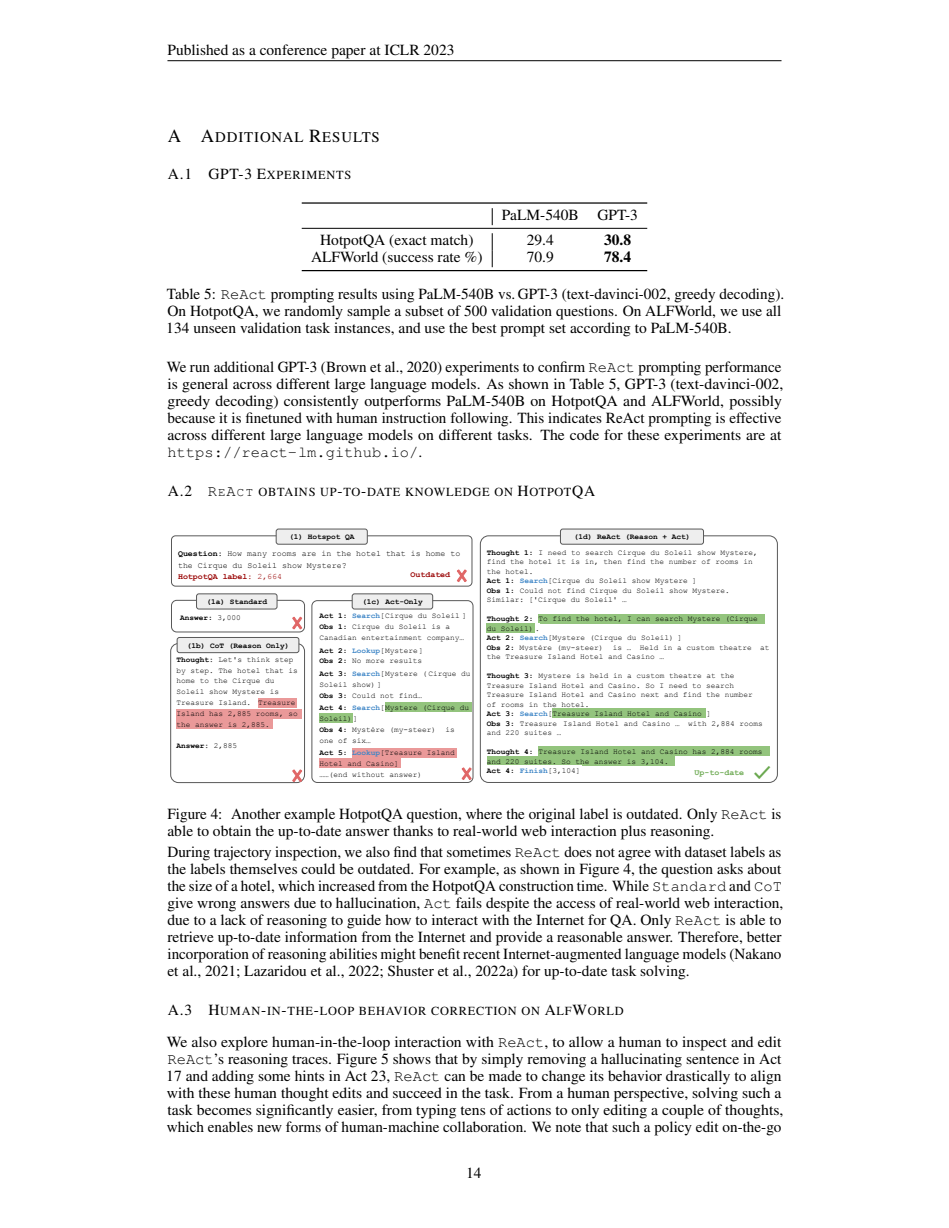 Published as a conference paper at ICLR 2023
A ADDITIONAL RESULTS
A.1 GPT-3 EXPERIMENTS
PaLM-540B GPT-3
HotpotQA (exact match) 29.4 30.8
ALFWorld (success rate %) 70.9 78.4
Table 5: ReAct prompting results using PaLM-540B vs. GPT-3 (text-davinci-002, greedy decoding).
On HotpotQA, we randomly sample a subset of 500 validation questions. On ALFWorld, we use all
134 unseen validation task instances, and use the best prompt set according to PaLM-540B.
We run additional GPT-3 (Brown et al., 2020) experiments to confirm ReAct prompting performance
is general across different large language models. As shown in Table 5, GPT-3 (text-davinci-002,
greedy decoding) consistently outperforms PaLM-540B on HotpotQA and ALFWorld, possibly
because it is finetuned with human instruction following. This indicates ReAct prompting is effective
across different large language models on different tasks. The code for these experiments are at
https://react-lm.github.io/.
A.2 REACT OBTAINS UP-TO-DATE KNOWLEDGE ON HOTPOTQA
(1) Hotspot QA
Question: How many rooms are in the hotel that is home to
the Cirque du Soleil show Mystere?
HotpotQA label: 2,664
Outdated
(1a) Standard
Answer: 3,000
(1b) CoT (Reason Only)
Thought: Let's think step
by step. The hotel that is
home to the Cirque du
Soleil show Mystere is
Treasure Island. Treasure
Island has 2,885 rooms, so
the answer is 2,885.
Answer: 2,885
(1c) Act-Only
Act 1: Search[Cirque du Soleil ]
Obs 1: Cirque du Soleil is a
Canadian entertainment company…
Act 2: Lookup[Mystere]
Obs 2: No more results
Act 3: Search[Mystere (Cirque du
Soleil show)]
Obs 3: Could not find…
Act 4: Search[Mystere (Cirque du
Soleil)]
Obs 4: Mystère (my-steer) is
one of six…
Act 5: Lookup[Treasure Island
Hotel and Casino]
……(end without answer)
(1d) ReAct (Reason + Act)
Thought 1: I need to search Cirque du Soleil show Mystere,
find the hotel it is in, then find the number of rooms in
the hotel.
Act 1: Search[Cirque du Soleil show Mystere ]
Obs 1: Could not find Cirque du Soleil show Mystere.
Similar: ['Cirque du Soleil' …
Thought 2: To find the hotel, I can search Mystere (Cirque
du Soleil).
Act 2: Search[Mystere (Cirque du Soleil) ]
Obs 2: Mystère (my-steer) is … Held in a custom theatre at
the Treasure Island Hotel and Casino …
Thought 3: Mystere is held in a custom theatre at the
Treasure Island Hotel and Casino. So I need to search
Treasure Island Hotel and Casino next and find the number
of rooms in the hotel.
Act 3: Search[Treasure Island Hotel and Casino ]
Obs 3: Treasure Island Hotel and Casino … with 2,884 rooms
and 220 suites …
Thought 4: Treasure Island Hotel and Casino has 2,884 rooms
and 220 suites. So the answer is 3,104.
Act 4: Finish[3,104]
Up-to-date
Figure 4: Another example HotpotQA question, where the original label is outdated. Only ReAct is
able to obtain the up-to-date answer thanks to real-world web interaction plus reasoning.
During trajectory inspection, we also find that sometimes ReAct does not agree with dataset labels as
the labels themselves could be outdated. For example, as shown in Figure 4, the question asks about
the size of a hotel, which increased from the HotpotQA construction time. While Standard and CoT
give wrong answers due to hallucination, Act fails despite the access of real-world web interaction,
due to a lack of reasoning to guide how to interact with the Internet for QA. Only ReAct is able to
retrieve up-to-date information from the Internet and provide a reasonable answer. Therefore, better
incorporation of reasoning abilities might benefit recent Internet-augmented language models (Nakano
et al., 2021; Lazaridou et al., 2022; Shuster et al., 2022a) for up-to-date task solving.
A.3 HUMAN-IN-THE-LOOP BEHAVIOR CORRECTION ON ALFWORLD
We also explore human-in-the-loop interaction with ReAct, to allow a human to inspect and edit
ReAct's reasoning traces. Figure 5 shows that by simply removing a hallucinating sentence in Act
17 and adding some hints in Act 23, ReAct can be made to change its behavior drastically to align
with these human thought edits and succeed in the task. From a human perspective, solving such a
task becomes significantly easier, from typing tens of actions to only editing a couple of thoughts,
which enables new forms of human-machine collaboration. We note that such a policy edit on-the-go
14